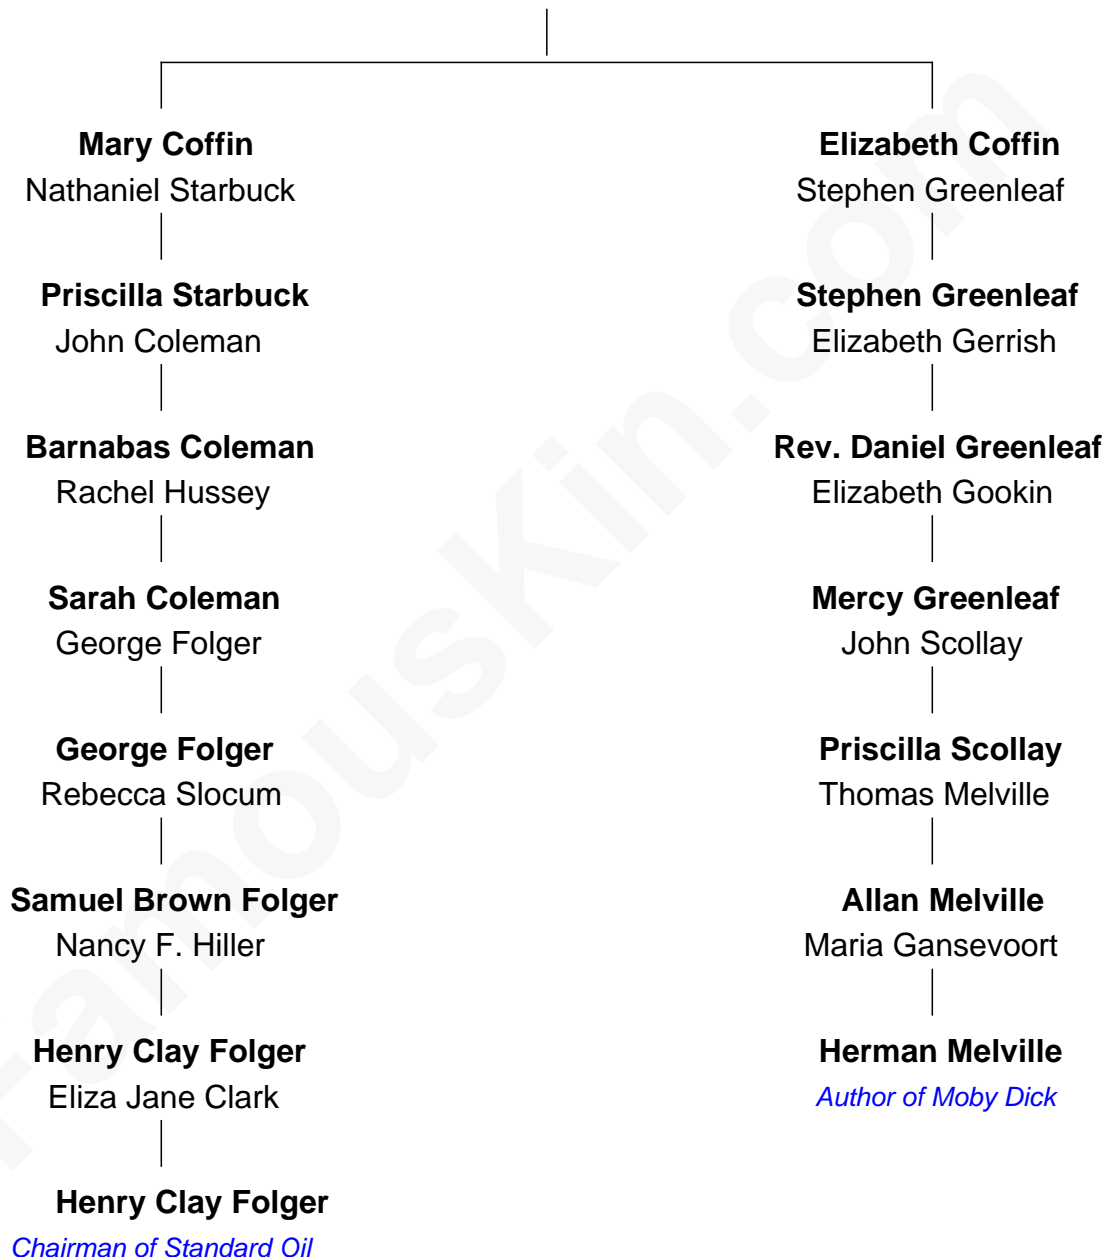 Mary Coffin
Nathaniel Starbuck
Priscilla Starbuck
John Coleman
Barnabas Coleman
Rachel Hussey
Sarah Coleman
George Folger
George Folger
Rebecca Slocum
Samuel Brown Folger
Nancy F. Hiller
Henry Clay Folger
Eliza Jane Clark
Henry Clay Folger
Chairman of Standard Oil
Elizabeth Coffin
Stephen Greenleaf
Stephen Greenleaf
Elizabeth Gerrish
Rev. Daniel Greenleaf
Elizabeth Gookin
Mercy Greenleaf
John Scollay
Priscilla Scollay
Thomas Melville
Allan Melville
Maria Gansevoort
Herman Melville
Author of Moby Dick
FamousKin.com